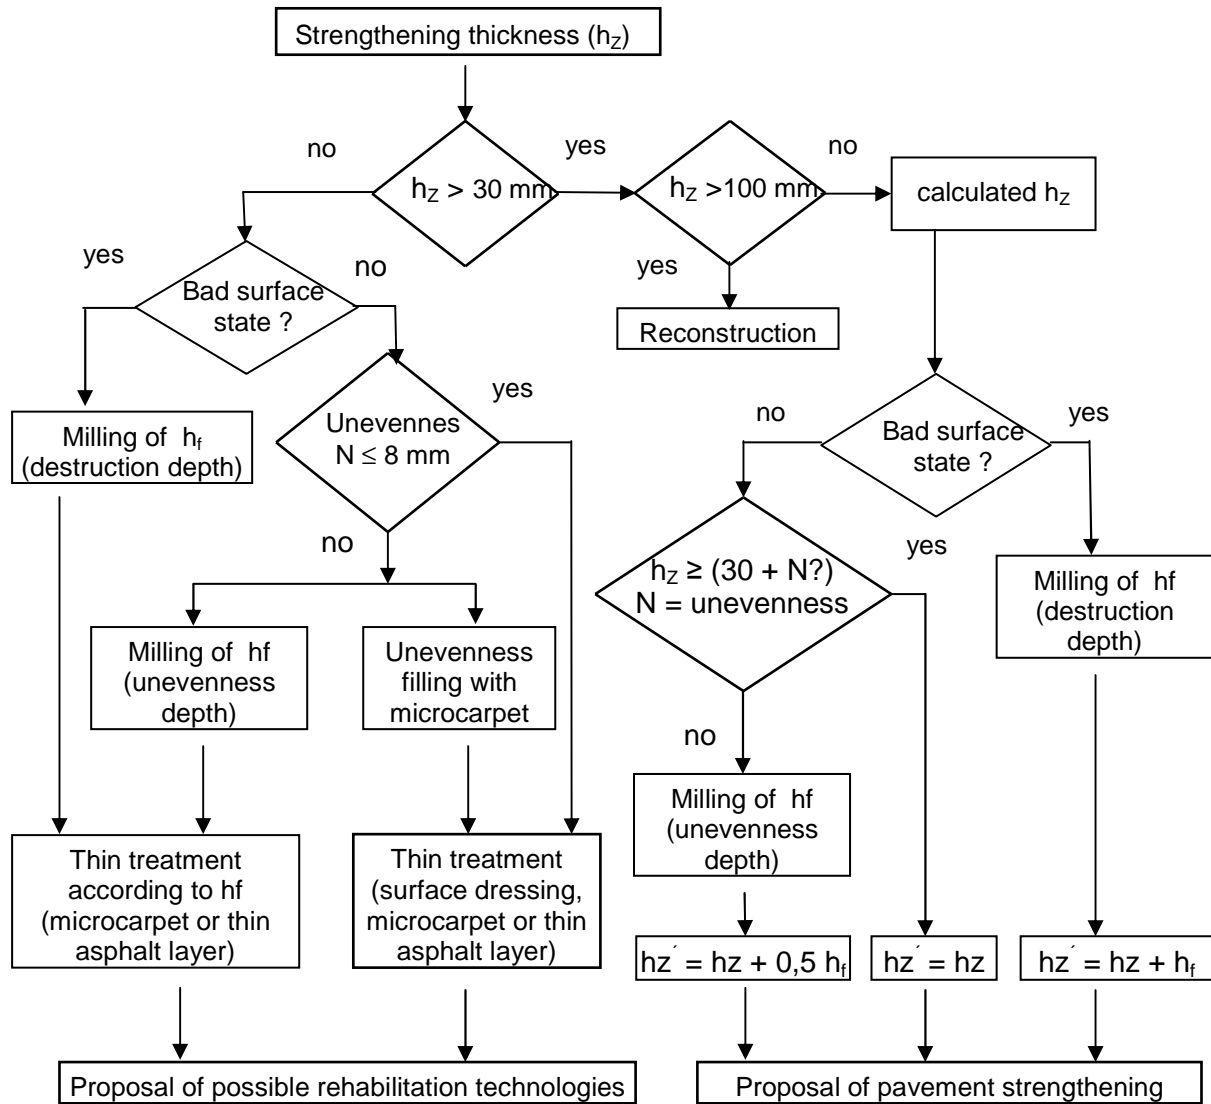 Strengthening thickness (hZ)
no
yes
no
hZ > 30 mm
hZ >100 mm
calculated hZ
yes
no
yes
Bad surface
state ?
Reconstruction
yes
no
yes
Unevennes
N ≤ 8 mm
Milling of hf
(destruction depth)
Bad surface
state ?
no
yes
hZ ≥ (30 + N?)
N = unevenness
Milling of hf
(destruction
depth)
Milling of hf
(unevenness
depth)
Unevenness
filling with
microcarpet
no
Milling of hf
(unevenness
depth)
Thin treatment
according to hf
(microcarpet or thin
asphalt layer)
Thin treatment
(surface dressing,
microcarpet or thin
asphalt layer)
hz´ = hz + 0,5 hf
hz´ = hz
hz´ = hz + hf
Proposal of possible rehabilitation technologies
Proposal of pavement strengthening